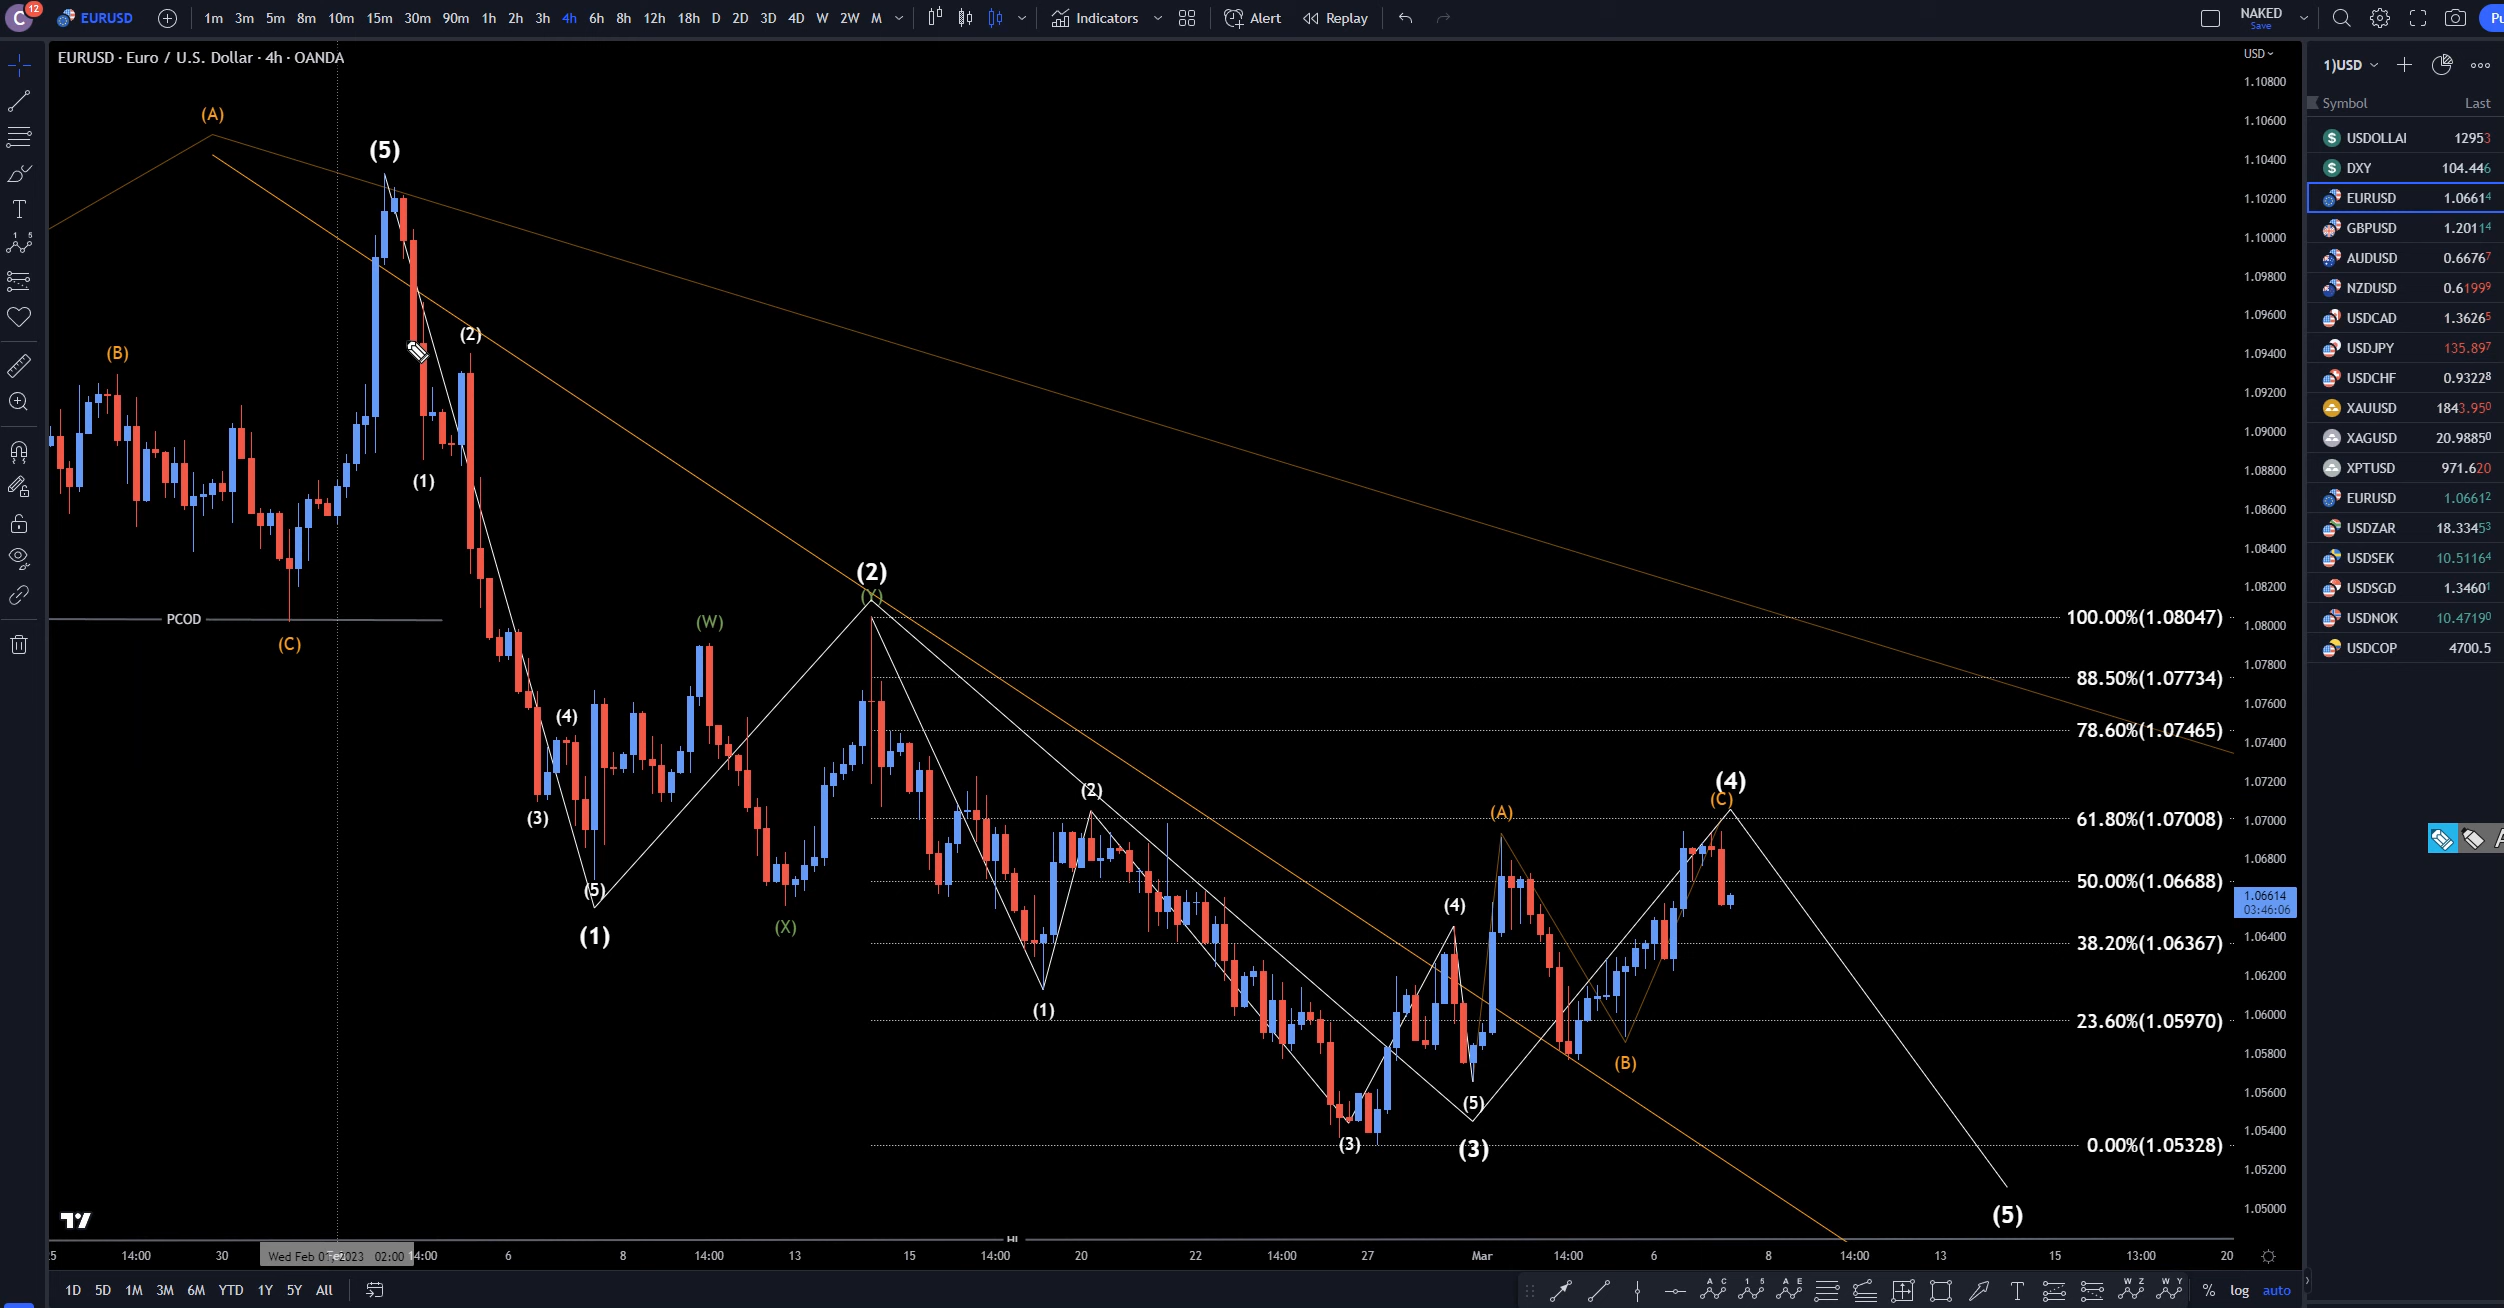 C 12 EURUSD 1m 3m 5m 8m 10m 15m 30m 90m 1h 2h 3h 4h 6h 8h 12h 18h D 2D 3D 4D W 2W M Indicators Alert Replay NAKED
Save
EURUSD · Euro / U.S. Dollar · 4h · OANDA
USD
1)USD
Symbol Last
USDOLLAI 12953
DXY 104.446
EURUSD 1.06614
GBPUSD 1.20114
AUDUSD 0.66767
NZDUSD 0.61999
USDCAD 1.36265
USDJPY 135.897
USDCHF 0.93228
XAUUSD 1843.950
XAGUSD 20.98850
XPTUSD 971.620
EURUSD 1.06612
USDZAR 18.33453
USDSEK 10.51164
USDSGD 1.34601
USDNOK 10.47190
USDCOP 4700.5
1.10800
1.10600
1.10400
1.10200
1.10000
1.09800
1.09600
1.09400
1.09200
1.09000
1.08800
1.08600
1.08400
1.08200
1.08000
1.07800
1.07600
1.07400
1.07200
1.07000
1.06800
1.06614
03:46:06
1.06400
1.06200
1.06000
1.05800
1.05600
1.05400
1.05200
1.05000
(A)
(5)
(2)
(B)
(1)
(2)
(Y)
PCOD
(W)
(C)
(4)
(3)
(5)
(1)
(X)
(2)
(1)
(4)
(A)
(4)
(C)
(B)
(5)
(3)
(3)
(5)
100.00%(1.08047)
88.50%(1.07734)
78.60%(1.07465)
61.80%(1.07008)
50.00%(1.06688)
38.20%(1.06367)
23.60%(1.05970)
0.00%(1.05328)
HI
5 14:00 30 Wed Feb 01, 2023 02:00 14:00 6 8 14:00 13 15 14:00 20 22 14:00 27 Mar 14:00 6 8 14:00 13 15 13:00 20
1D 5D 1M 3M 6M YTD 1Y 5Y All % log auto